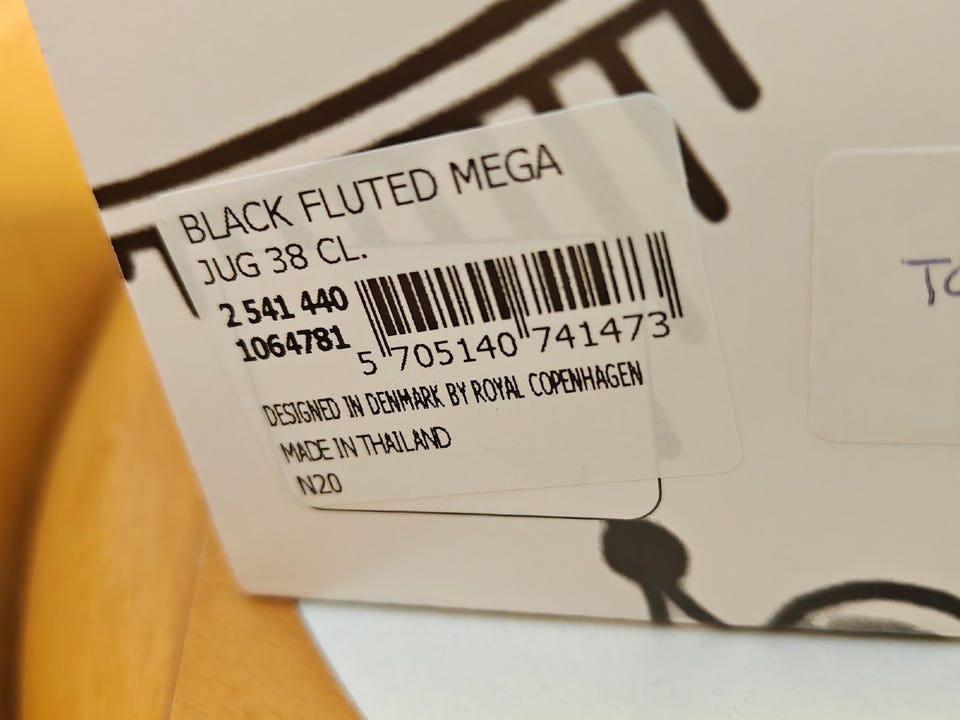 BLACK FLUTED MEGA
JUG 38 CL.
2 541 440
1064781
5 705140 741473
DESIGNED IN DENMARK BY ROYAL COPENHAGEN
MADE IN THAILAND
N20